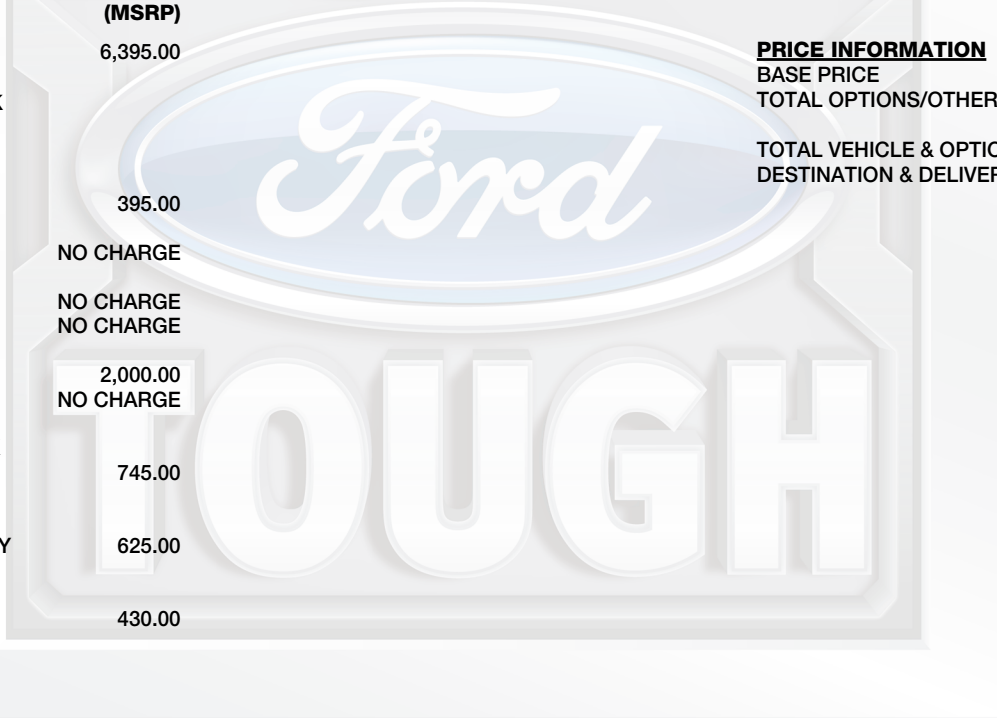 (MSRP)
6,395.00
395.00
NO CHARGE
NO CHARGE
NO CHARGE
2,000.00
NO CHARGE
745.00
Y
625.00
430.00
PRICE INFORMATION
BASE PRICE
TOTAL OPTIONS/OTHER
TOTAL VEHICLE & OPTIO
DESTINATION & DELIVER
Ford
TOUGH